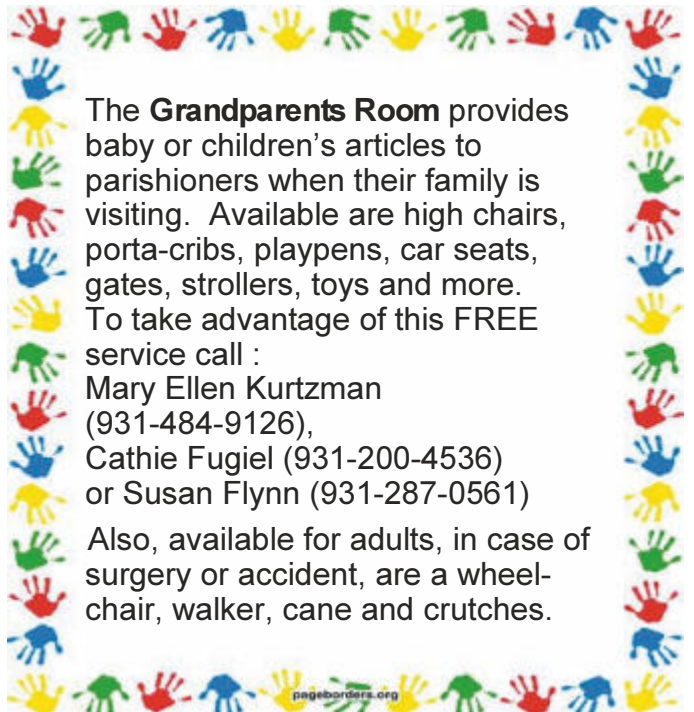 The Grandparents Room provides
baby or children's articles to
parishioners when their family is
visiting.  Available are high chairs,
porta-cribs, playpens, car seats,
gates, strollers, toys and more.
To take advantage of this FREE
service call :
Mary Ellen Kurtzman
(931-484-9126),
Cathie Fugiel (931-200-4536)
or Susan Flynn (931-287-0561)
Also, available for adults, in case of
surgery or accident, are a wheel-
chair, walker, cane and crutches.
pageborders.org